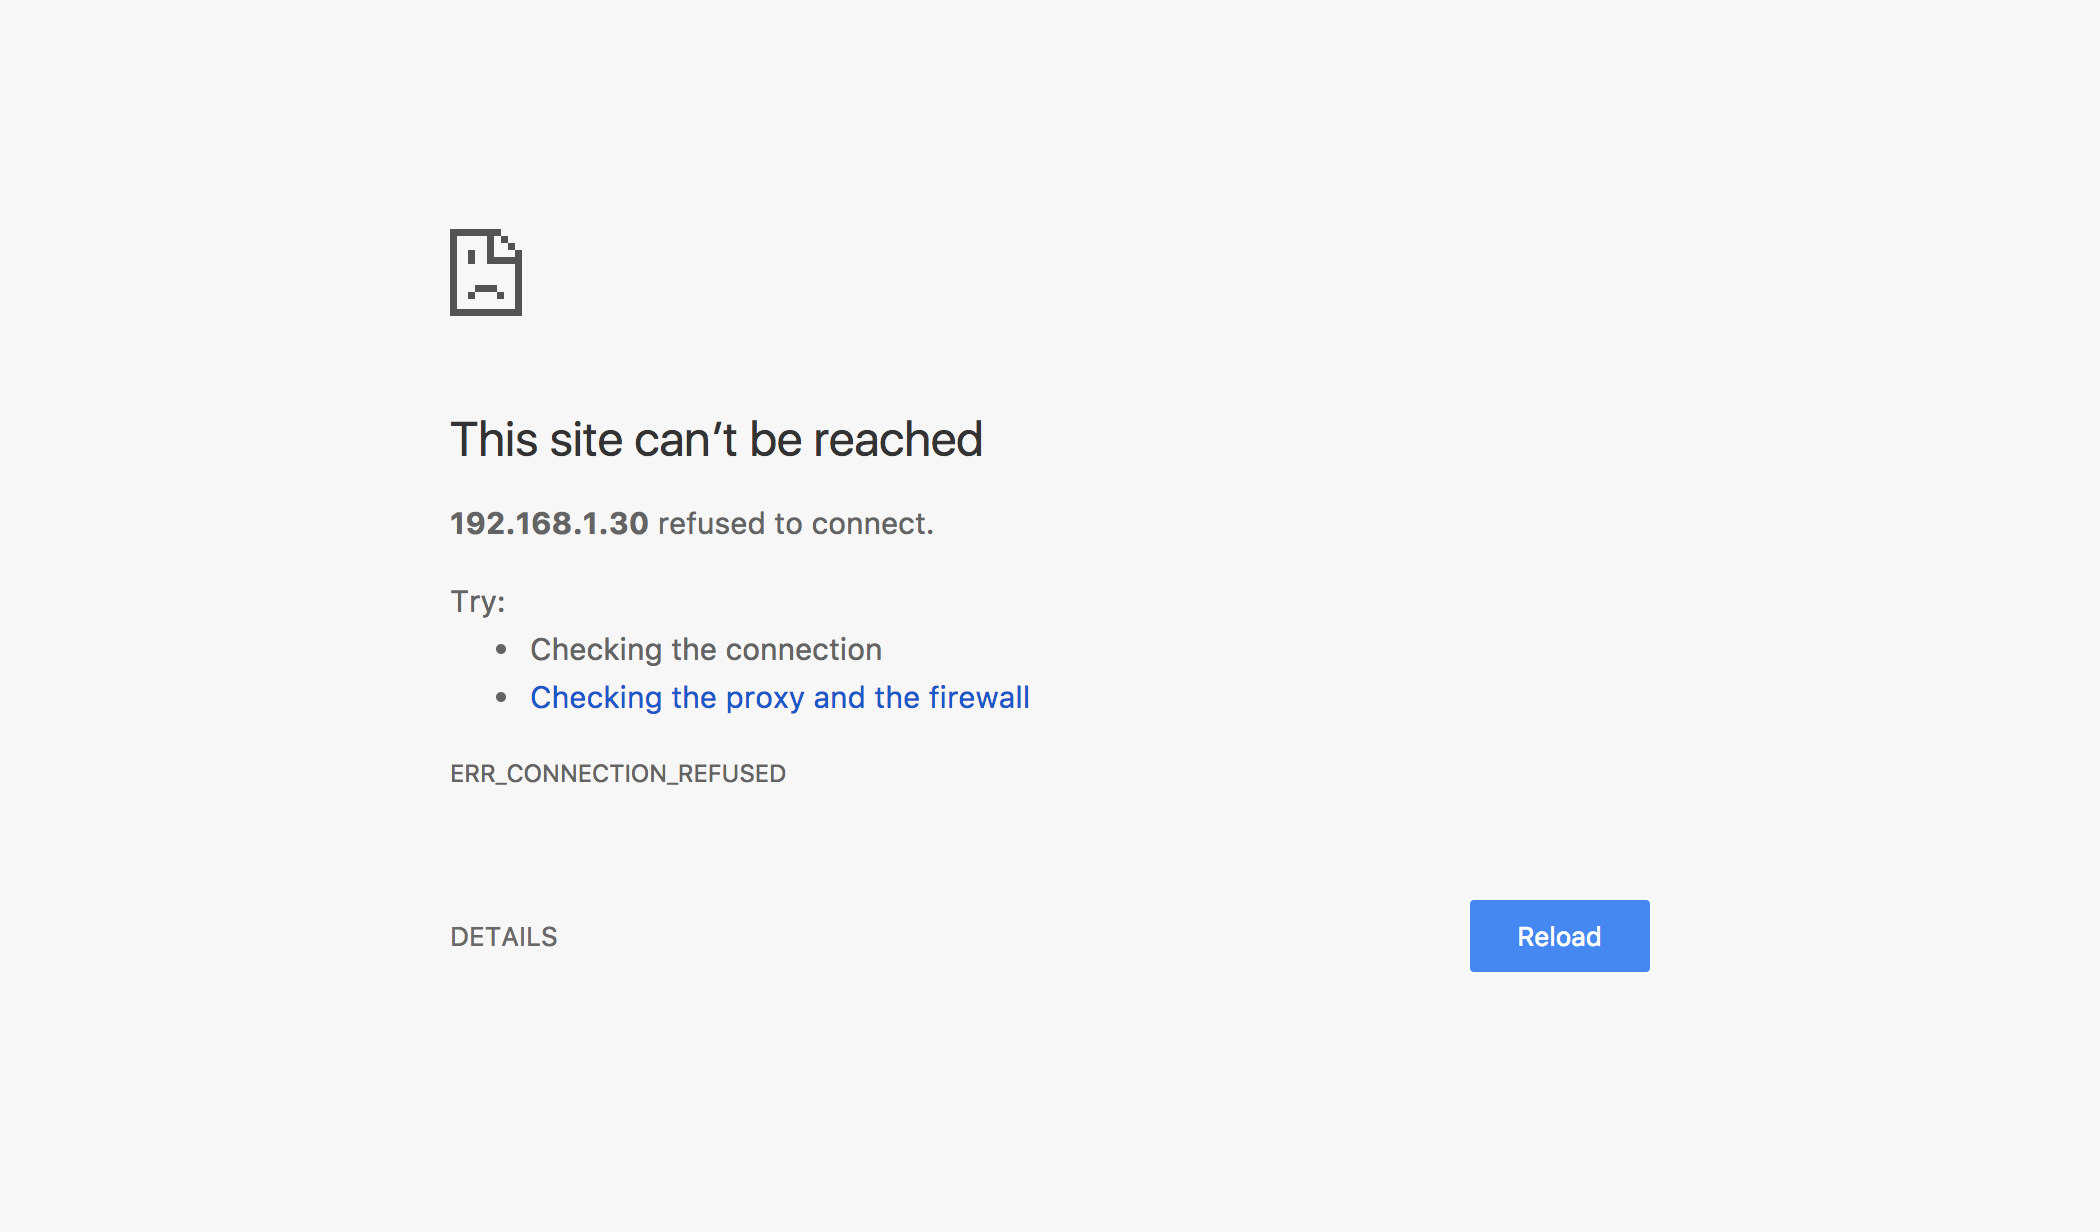 This site can’t be reached
192.168.1.30 refused to connect.
Try:
• Checking the connection
• Checking the proxy and the firewall
ERR_CONNECTION_REFUSED
DETAILS
Reload